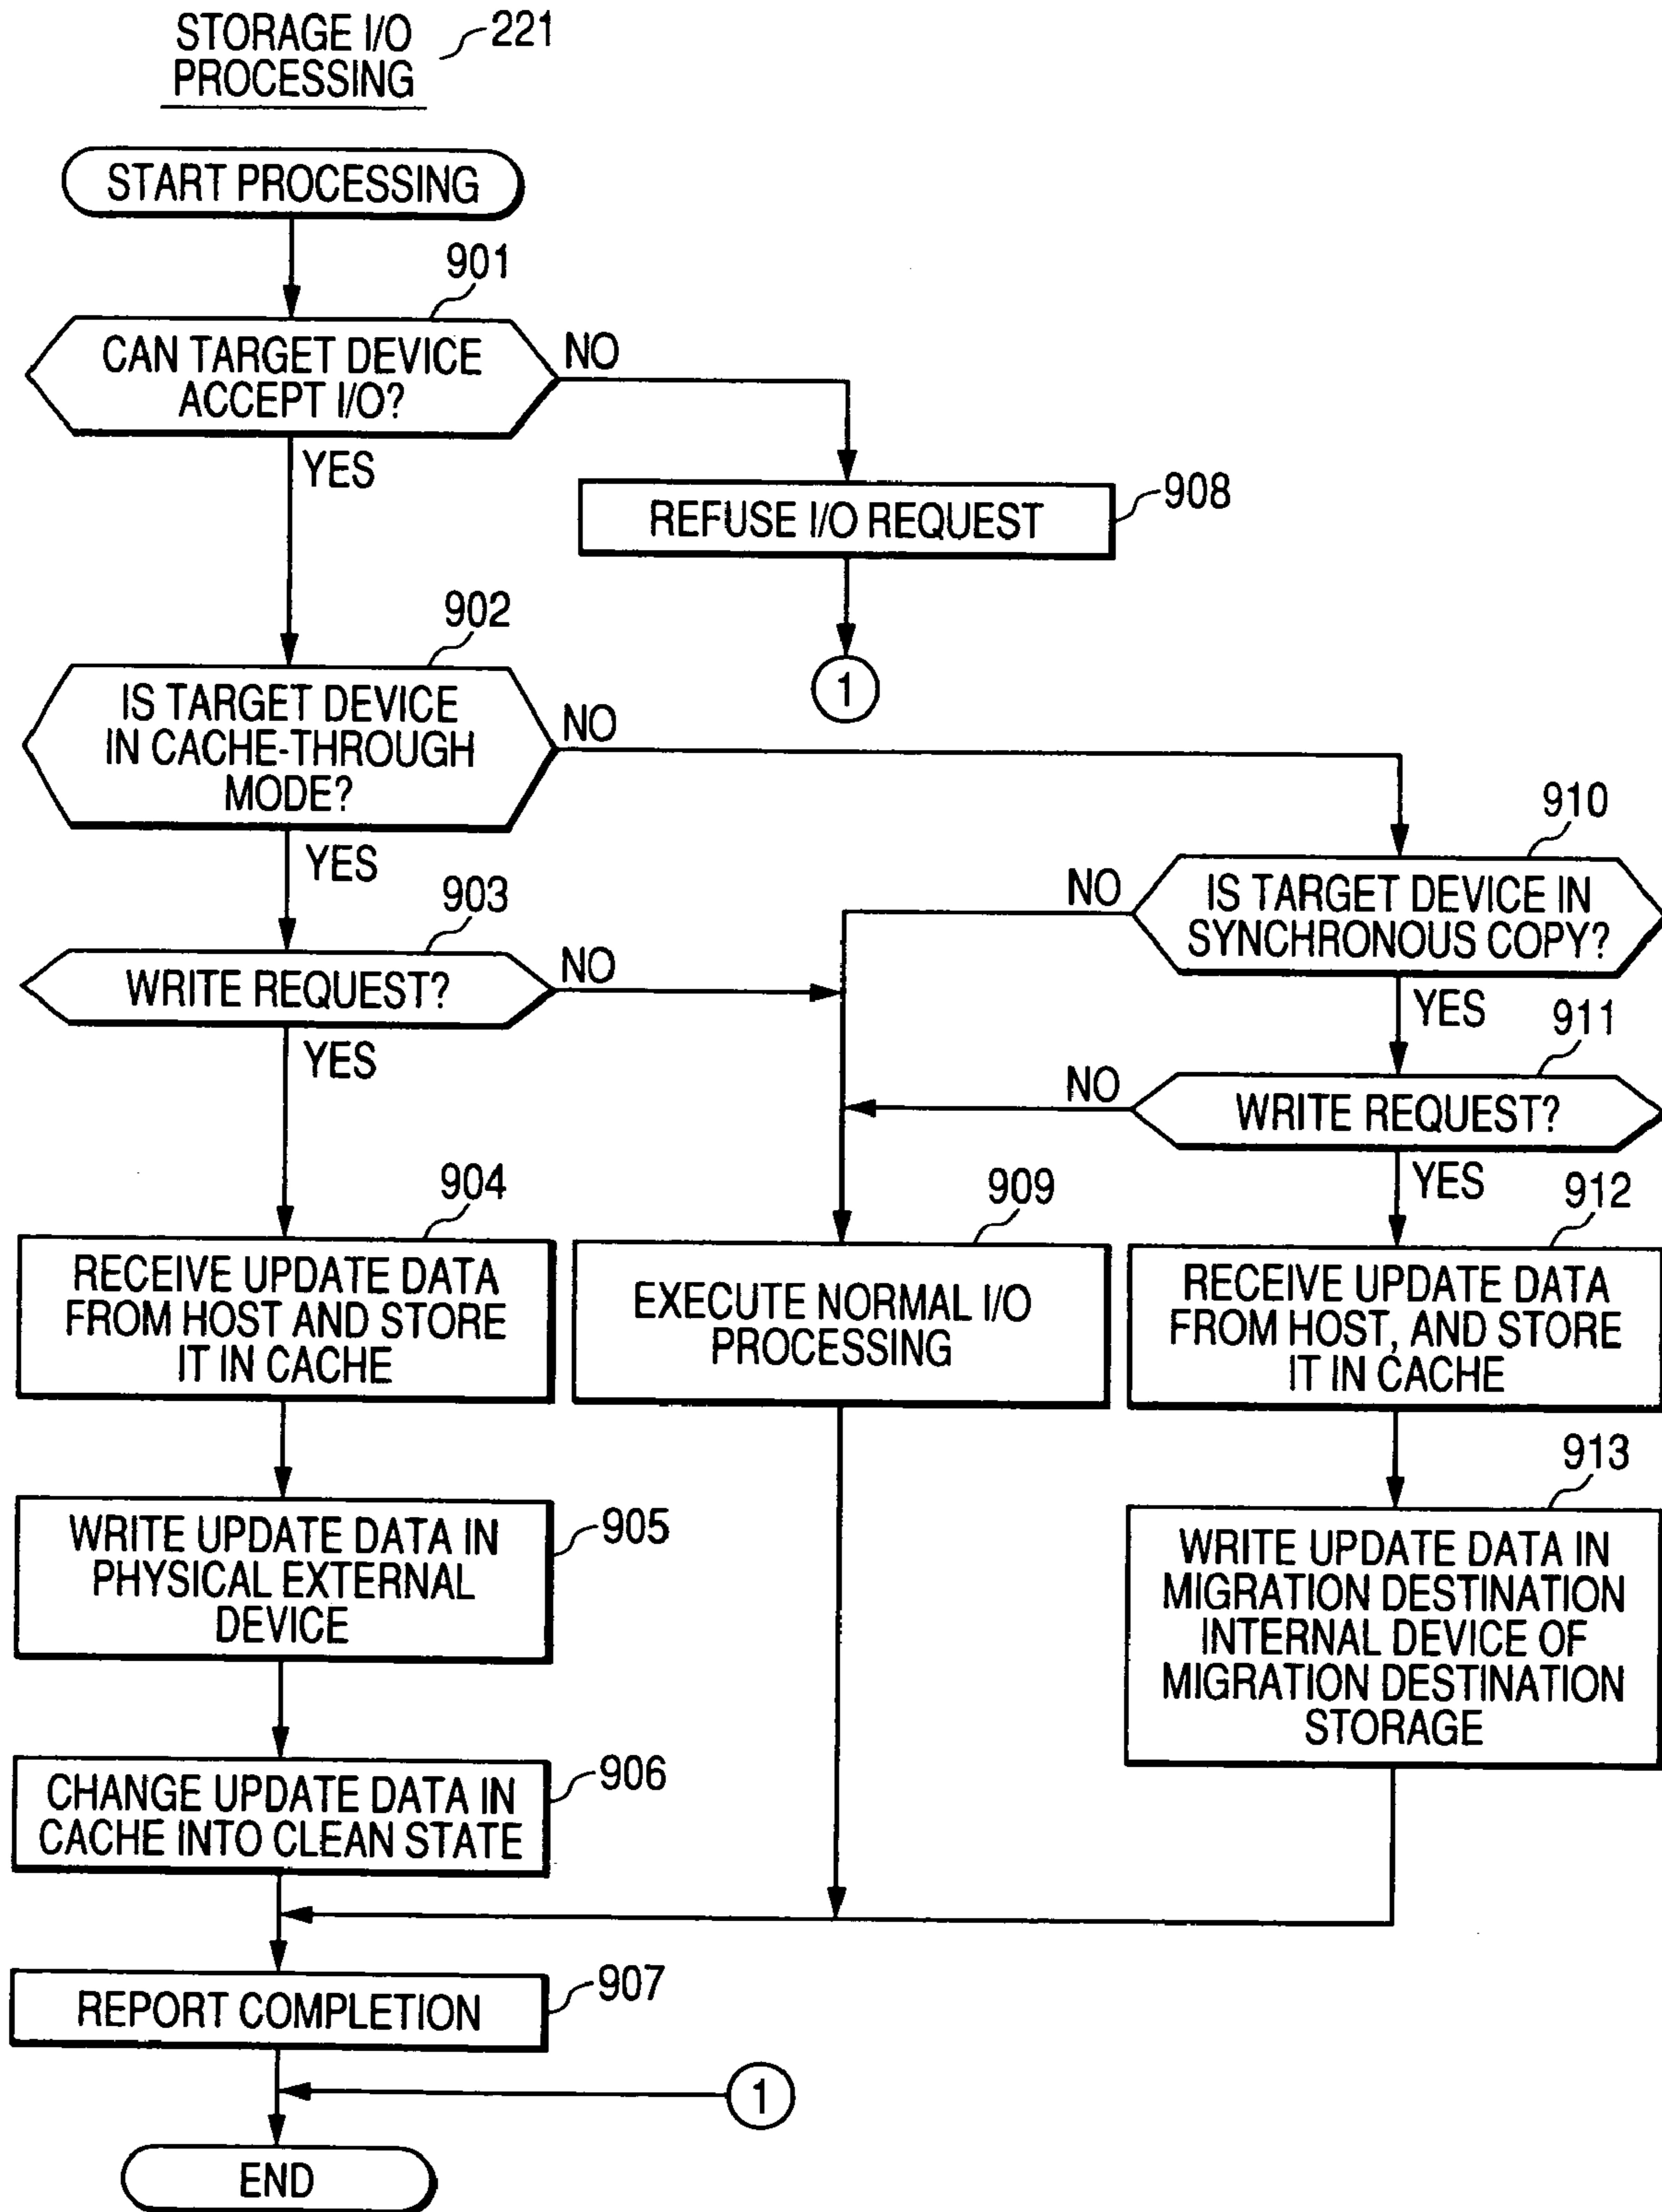 STORAGE I/O
PROCESSING
221
START PROCESSING
901
CAN TARGET DEVICE
ACCEPT I/O?
NO
YES
REFUSE I/O REQUEST
908
1
902
IS TARGET DEVICE
IN CACHE-THROUGH
MODE?
NO
YES
910
IS TARGET DEVICE IN
SYNCHRONOUS COPY?
NO
YES
903
WRITE REQUEST?
NO
YES
911
WRITE REQUEST?
NO
YES
904
RECEIVE UPDATE DATA
FROM HOST AND STORE
IT IN CACHE
909
EXECUTE NORMAL I/O
PROCESSING
912
RECEIVE UPDATE DATA
FROM HOST, AND STORE
IT IN CACHE
905
WRITE UPDATE DATA IN
PHYSICAL EXTERNAL
DEVICE
913
WRITE UPDATE DATA IN
MIGRATION DESTINATION
INTERNAL DEVICE OF
MIGRATION DESTINATION
STORAGE
906
CHANGE UPDATE DATA IN
CACHE INTO CLEAN STATE
907
REPORT COMPLETION
1
END